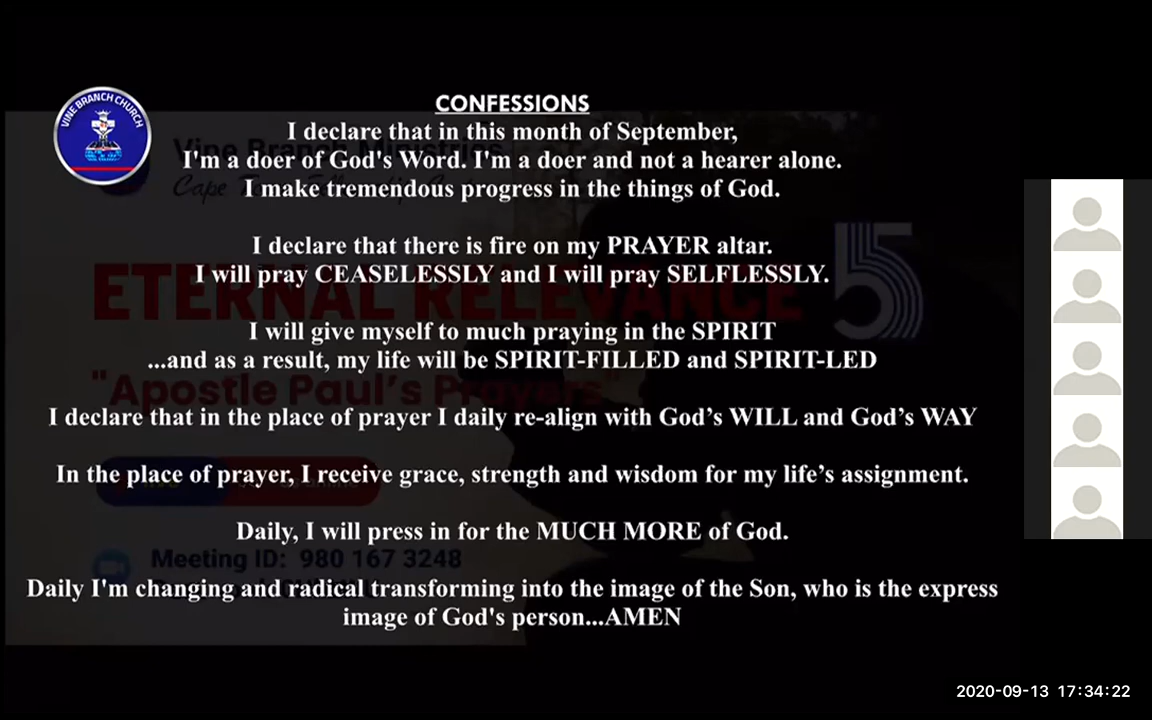 VINE BRANCH CHURCH
CONFESSIONS
I declare that in this month of September,
I'm a doer of God's Word. I'm a doer and not a hearer alone.
I make tremendous progress in the things of God.
I declare that there is fire on my PRAYER altar.
I will pray CEASELESSLY and I will pray SELFLESSLY.
I will give myself to much praying in the SPIRIT
...and as a result, my life will be SPIRIT-FILLED and SPIRIT-LED
I declare that in the place of prayer I daily re-align with God’s WILL and God’s WAY
In the place of prayer, I receive grace, strength and wisdom for my life’s assignment.
Daily, I will press in for the MUCH MORE of God.
Daily I'm changing and radical transforming into the image of the Son, who is the express
image of God's person...AMEN
Vine Branch Ministries
Cape
ETERNAL RELEVANCE 5
"Apostle Paul's Prayers"
Meeting ID: 980 167 3248
2020-09-13 17:34:22